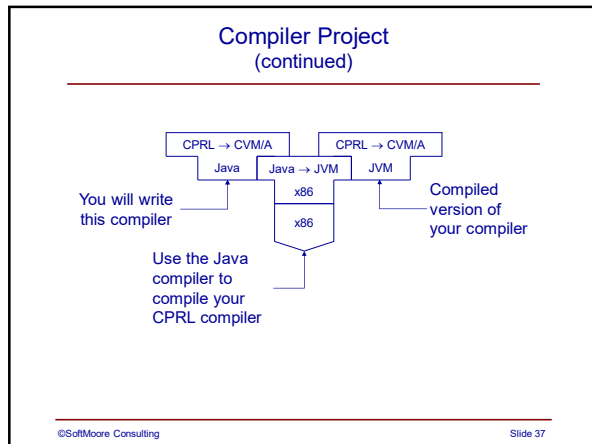 Compiler Project
(continued)
CPRL → CVM/A
CPRL → CVM/A
Java
Java → JVM
JVM
x86
x86
You will write
this compiler
Compiled
version of
your compiler
Use the Java
compiler to
compile your
CPRL compiler
©SoftMoore Consulting
Slide 37